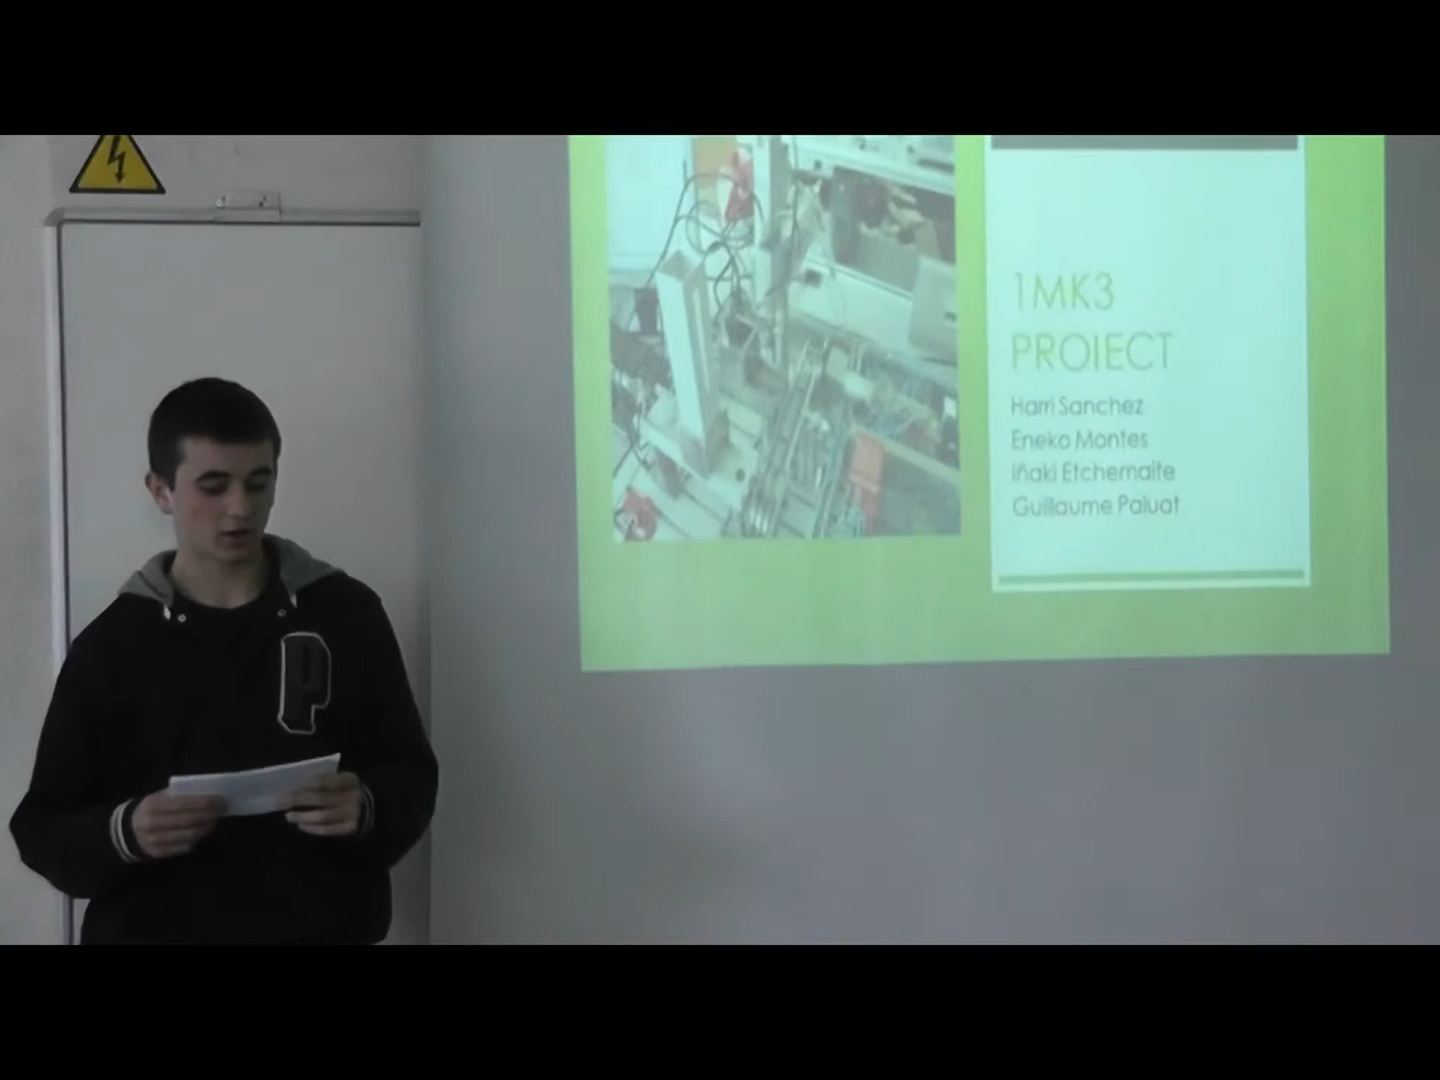 1MK3
PROIECT
Harri Sanchez
Eneko Montes
Iñaki Etchemaite
Guillaume Paluat
P